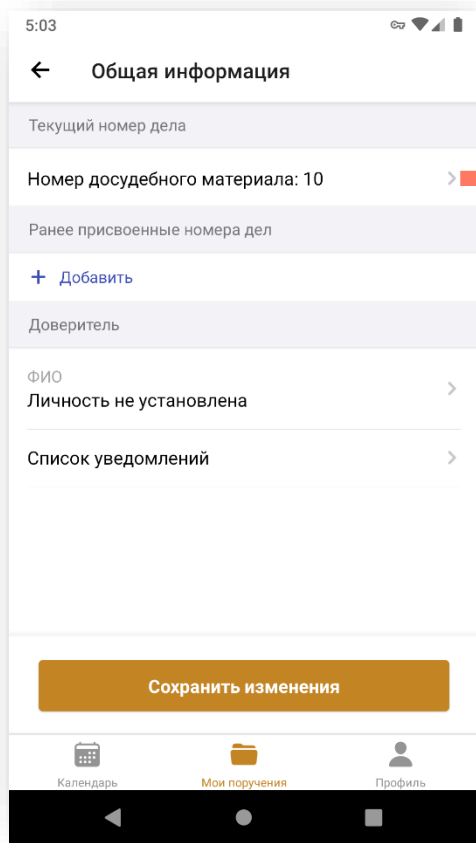 5:03
Общая информация
Текущий номер дела
Номер досудебного материала: 10
Ранее присвоенные номера дел
+ Добавить
Доверитель
ФИО
Личность не установлена
Список уведомлений
Сохранить изменения
Календарь Мои поручения Профиль